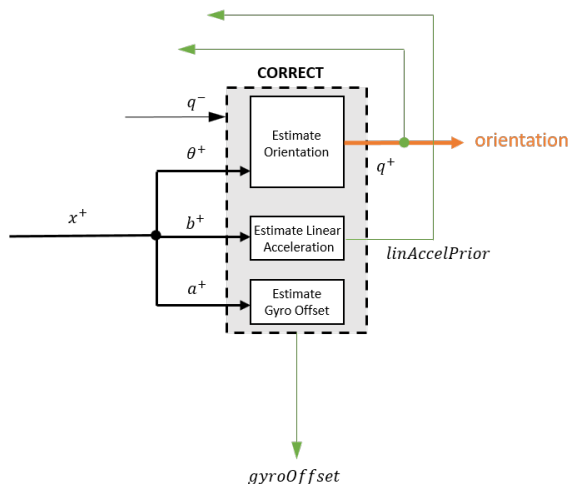 CORRECT
q⁻
Estimate
Orientation
orientation
θ⁺
q⁺
x⁺
b⁺
Estimate Linear
Acceleration
linAccelPrior
a⁺
Estimate
Gyro Offset
gyroOffset